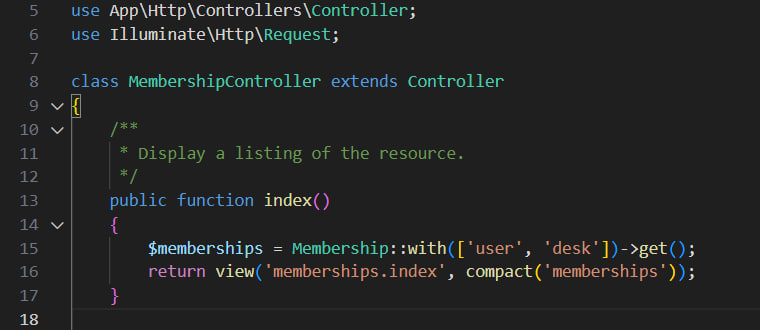 5 use App\Http\Controllers\Controller;
6 use Illuminate\Http\Request;
7
8 class MembershipController extends Controller
9 {
10     /**
11      * Display a listing of the resource.
12      */
13     public function index()
14     {
15         $memberships = Membership::with(['user', 'desk'])->get();
16         return view('memberships.index', compact('memberships'));
17     }
18